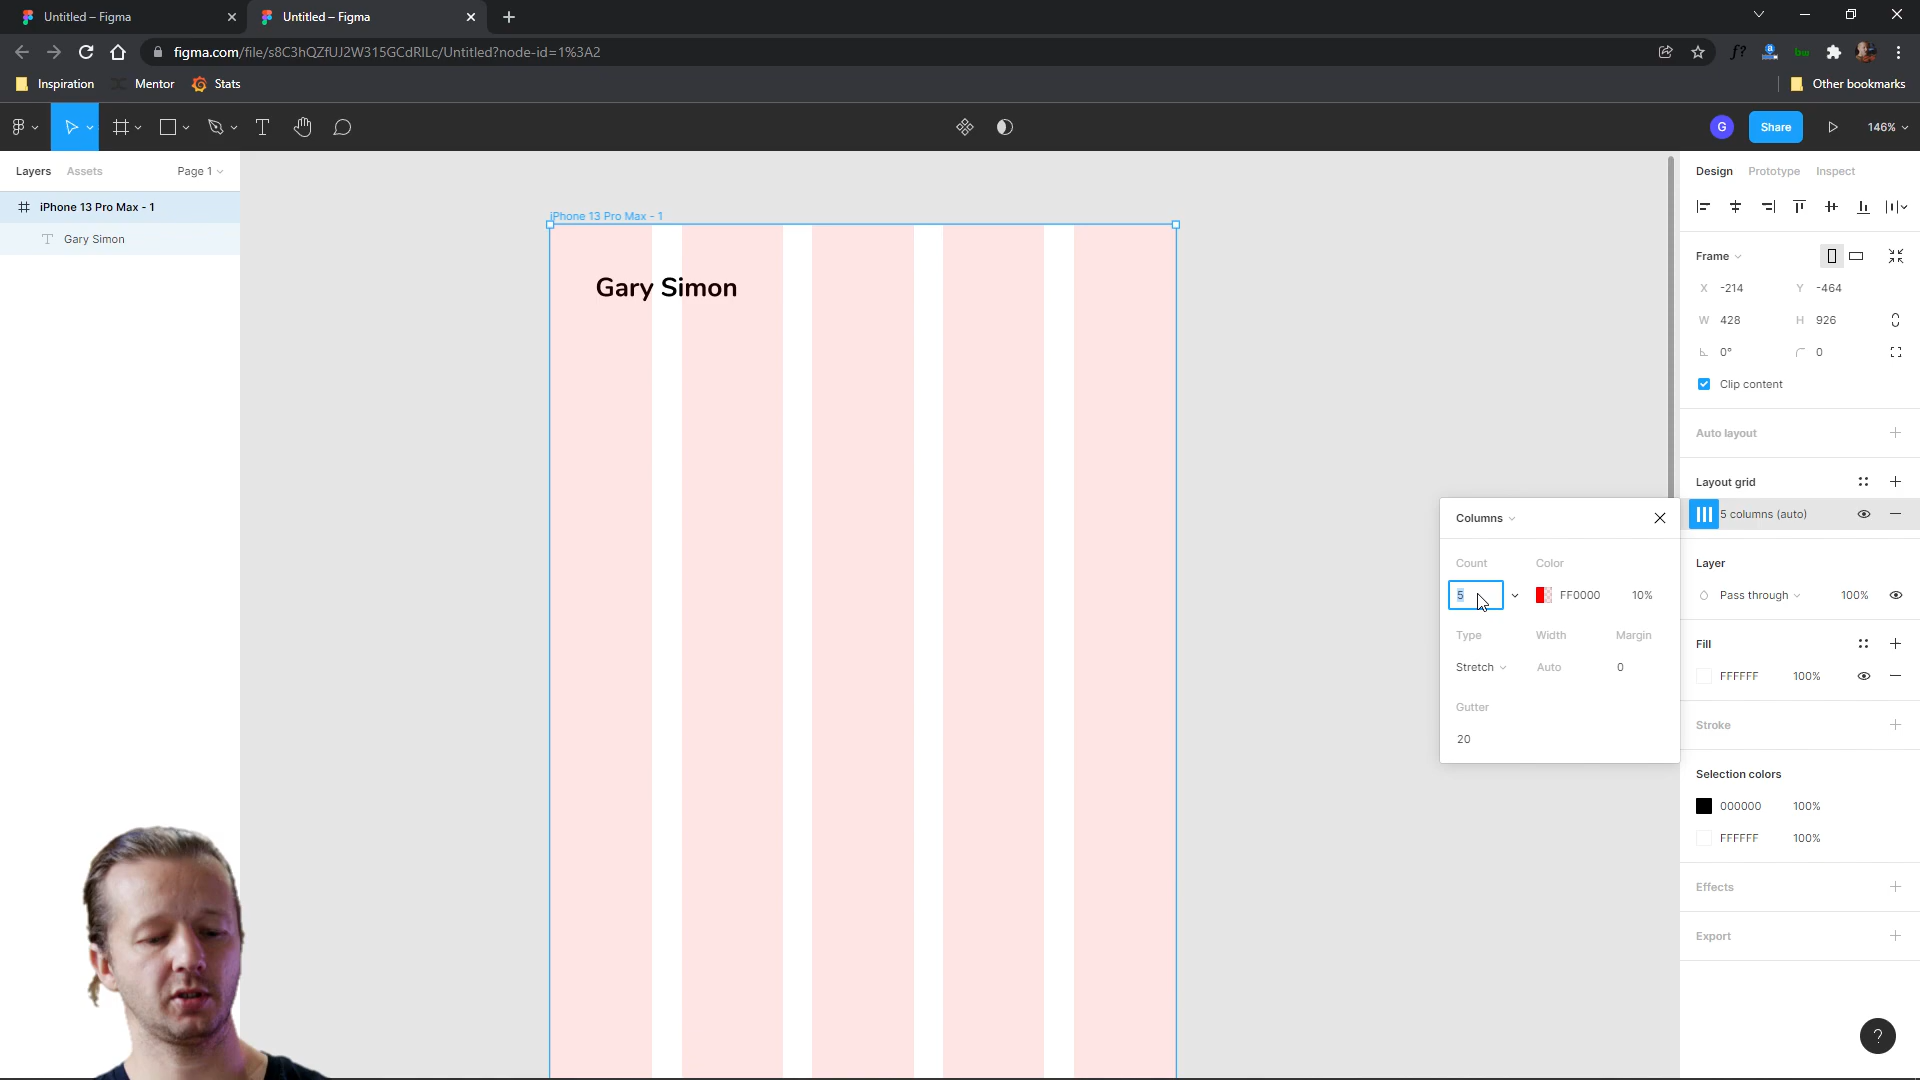 Untitled – Figma
Untitled – Figma
figma.com/file/s8C3hQZfUJ2W315GCdRILc/Untitled?node-id=1%3A2
Inspiration
Mentor
Stats
Other bookmarks
G
Share
146%
Layers
Assets
Page 1
iPhone 13 Pro Max - 1
Gary Simon
iPhone 13 Pro Max - 1
Gary Simon
Design
Prototype
Inspect
Frame
X -214
Y -464
W 428
H 926
0°
0
Clip content
Auto layout
Layout grid
5 columns (auto)
Columns
Count
Color
5
FF0000
10%
Type
Width
Margin
Stretch
Auto
0
Gutter
20
Layer
Pass through
100%
Fill
FFFFFF
100%
Stroke
Selection colors
000000
100%
FFFFFF
100%
Effects
Export
?